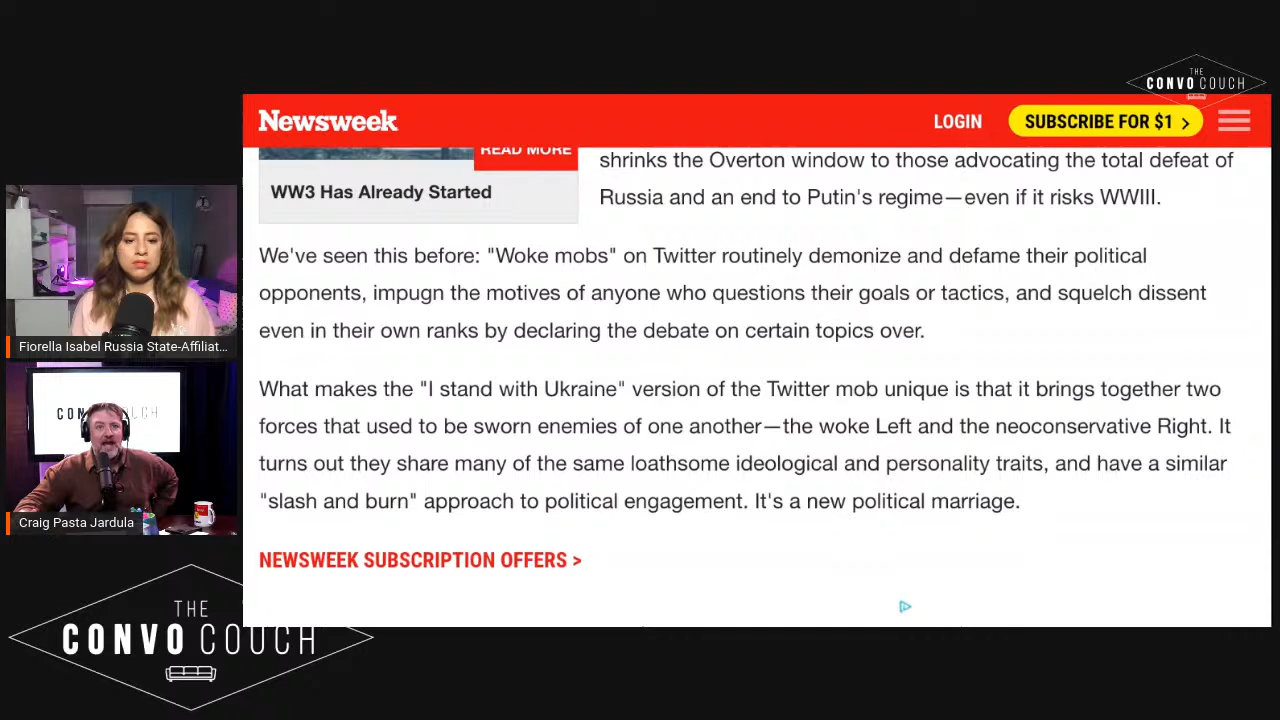 THE
CONVO COUCH
Newsweek
LOGIN
SUBSCRIBE FOR $1 >
READ MORE
WW3 Has Already Started
shrinks the Overton window to those advocating the total defeat of
Russia and an end to Putin's regime—even if it risks WWIII.
We've seen this before: "Woke mobs" on Twitter routinely demonize and defame their political
opponents, impugn the motives of anyone who questions their goals or tactics, and squelch dissent
even in their own ranks by declaring the debate on certain topics over.
What makes the "I stand with Ukraine" version of the Twitter mob unique is that it brings together two
forces that used to be sworn enemies of one another—the woke Left and the neoconservative Right. It
turns out they share many of the same loathsome ideological and personality traits, and have a similar
"slash and burn" approach to political engagement. It's a new political marriage.
NEWSWEEK SUBSCRIPTION OFFERS >
Fiorella Isabel Russia State-Affiliat...
CONVO COUCH
Craig Pasta Jardula
THE
CONVO COUCH